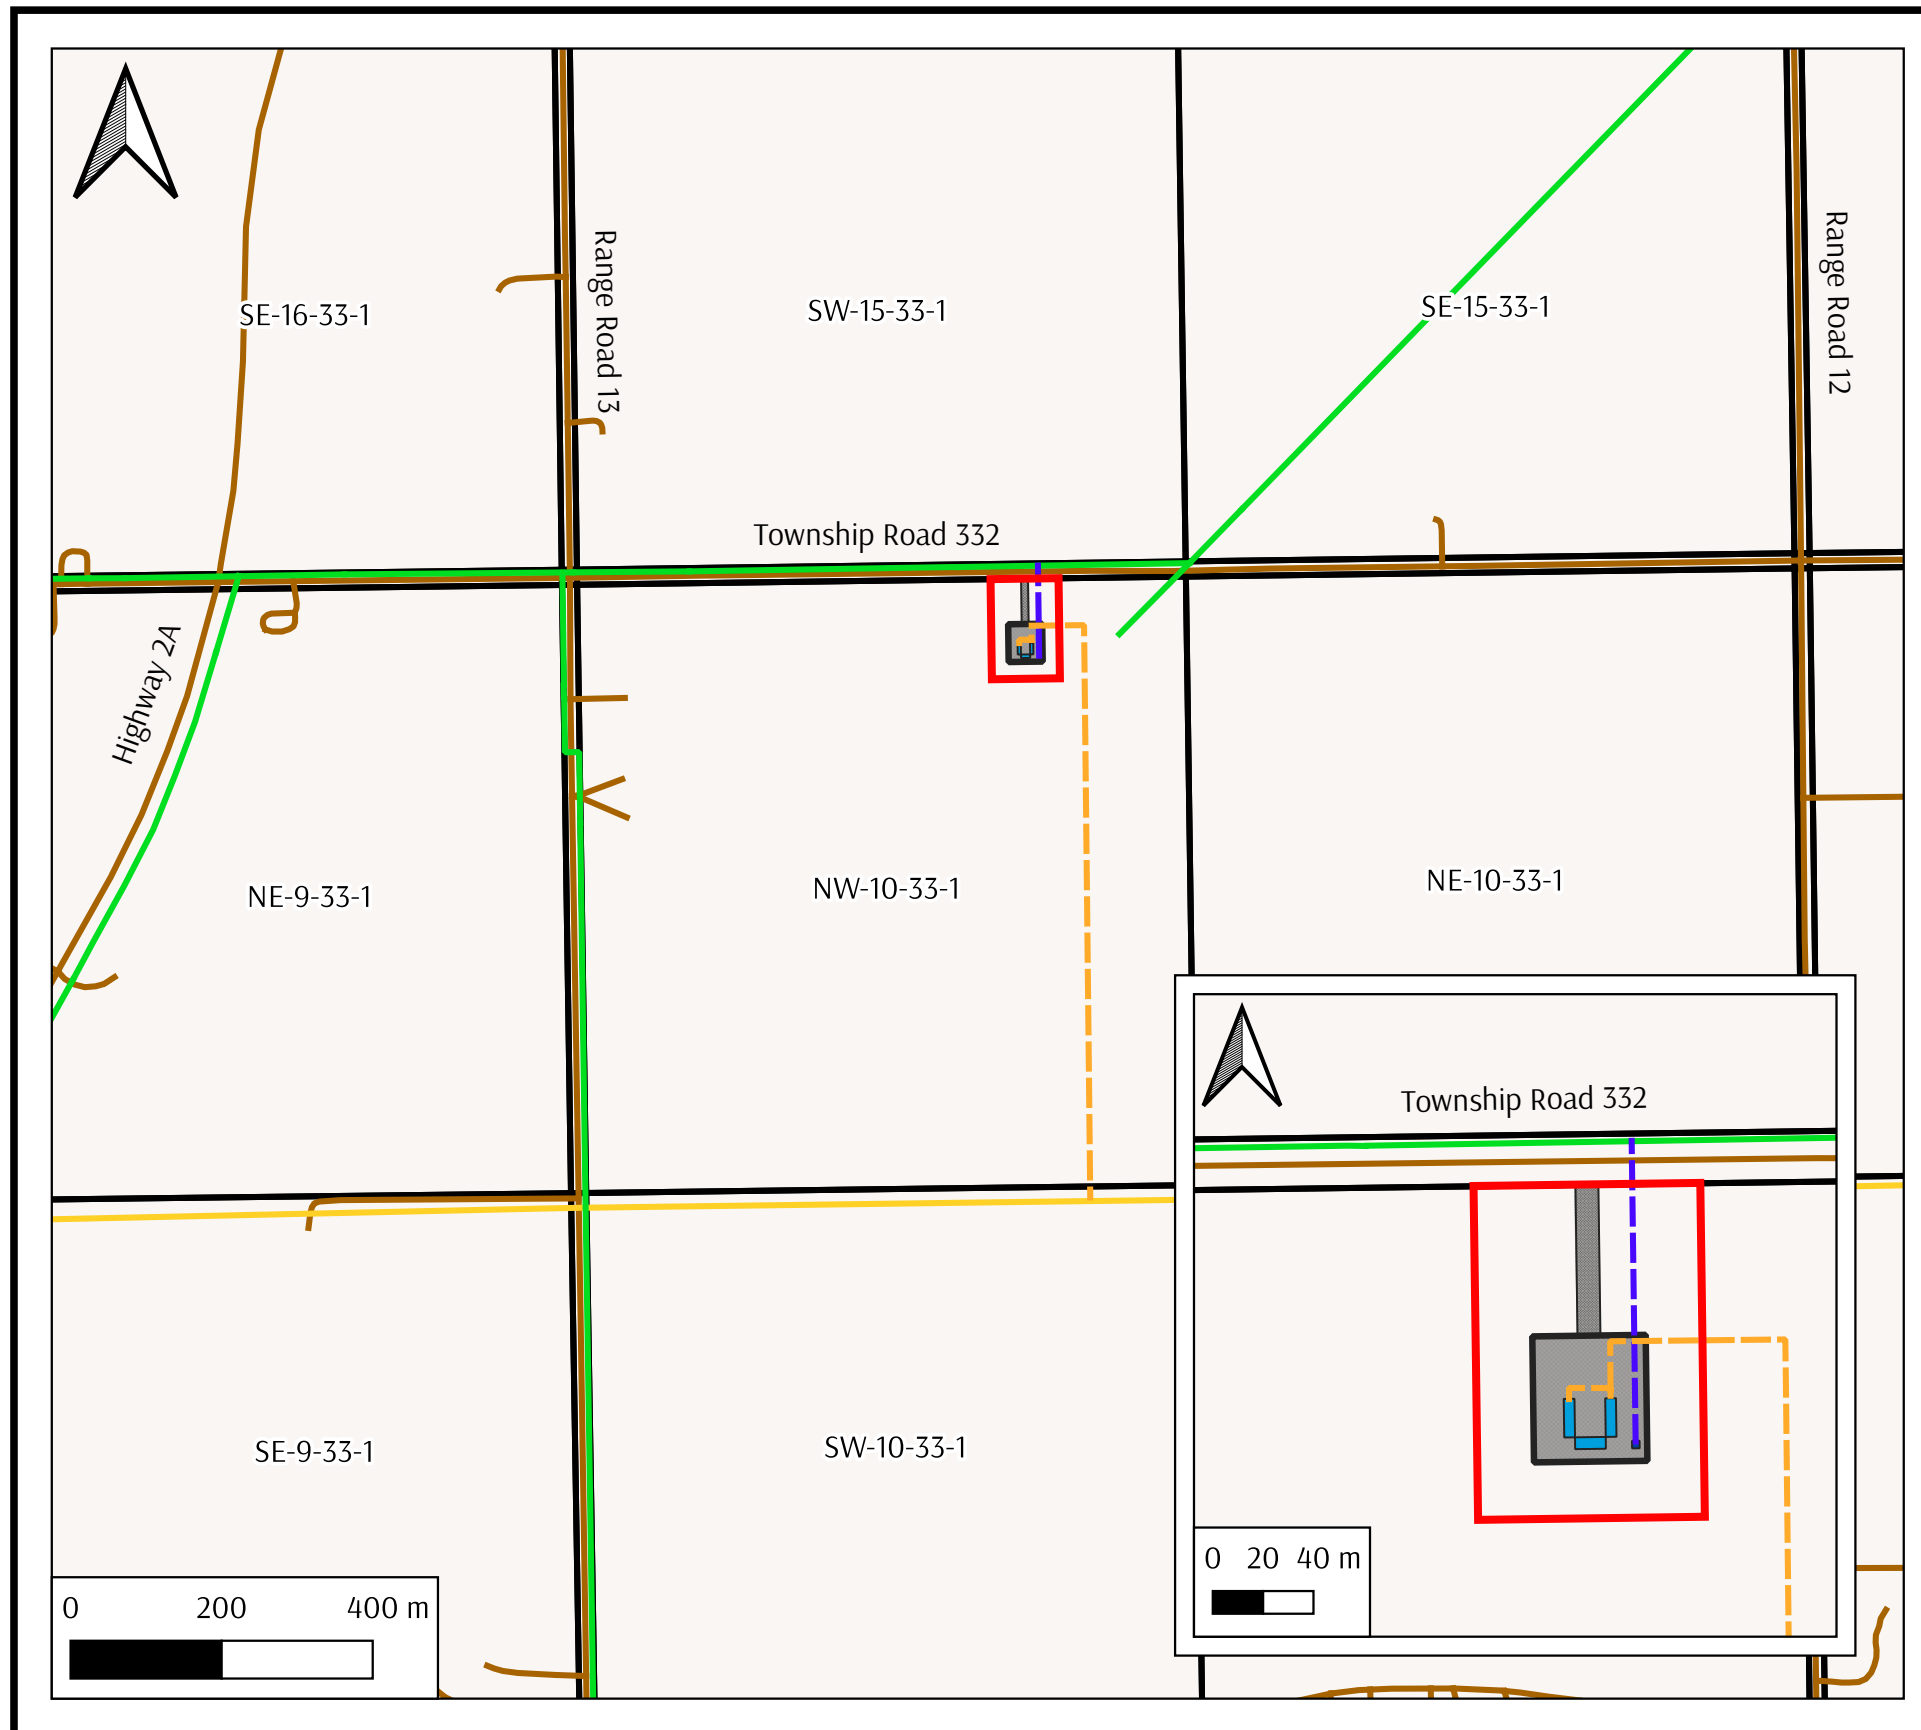 Range Road 13
Range Road 12
SE-16-33-1
SW-15-33-1
SE-15-33-1
Township Road 332
Highway 2A
NE-9-33-1
NW-10-33-1
NE-10-33-1
Township Road 332
SE-9-33-1
SW-10-33-1
0 20 40 m
0 200 400 m